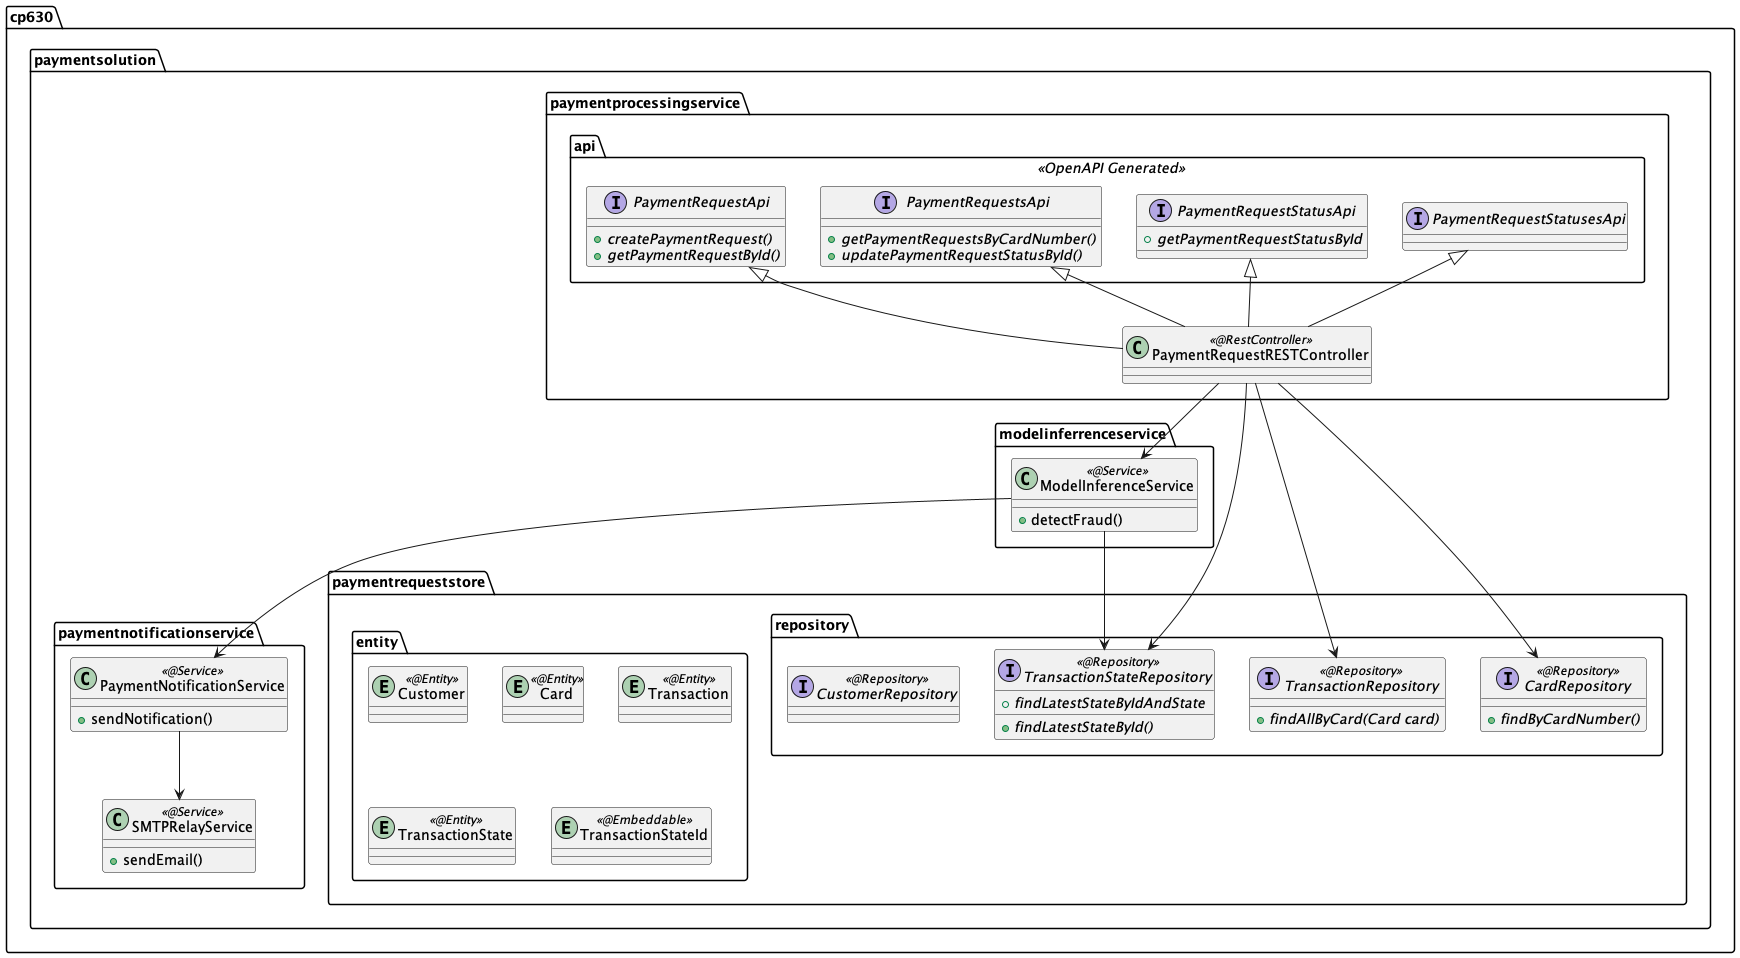 cp630
paymentsolution
paymentprocessingservice
api
«OpenAPI Generated»
I PaymentRequestApi
createPaymentRequest()
getPaymentRequestById()
I PaymentRequestsApi
getPaymentRequestsByCardNumber()
updatePaymentRequestStatusById()
I PaymentRequestStatusApi
getPaymentRequestStatusById
I PaymentRequestStatusesApi
«@RestController»
C PaymentRequestRESTController
modelinferrenceservice
«@Service»
C ModelInferenceService
detectFraud()
paymentrequeststore
paymentnotificationservice
«@Service»
C PaymentNotificationService
sendNotification()
«@Service»
C SMTPRelayService
sendEmail()
entity
«@Entity»
E Customer
«@Entity»
E Card
«@Entity»
E Transaction
«@Entity»
E TransactionState
«@Embeddable»
E TransactionStateId
repository
«@Repository»
I CustomerRepository
«@Repository»
I TransactionStateRepository
findLatestStateByIdAndState
findLatestStateById()
«@Repository»
I TransactionRepository
findAllByCard(Card card)
«@Repository»
I CardRepository
findByCardNumber()